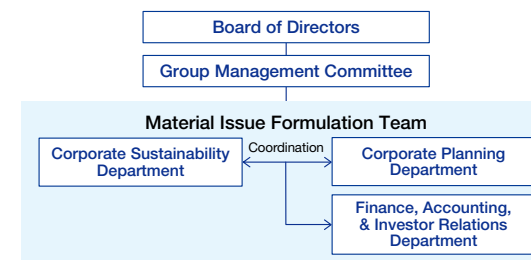 Board of Directors
Group Management Committee
Material Issue Formulation Team
Corporate Sustainability
Department
Coordination
Corporate Planning
Department
Finance, Accounting,
& Investor Relations
Department